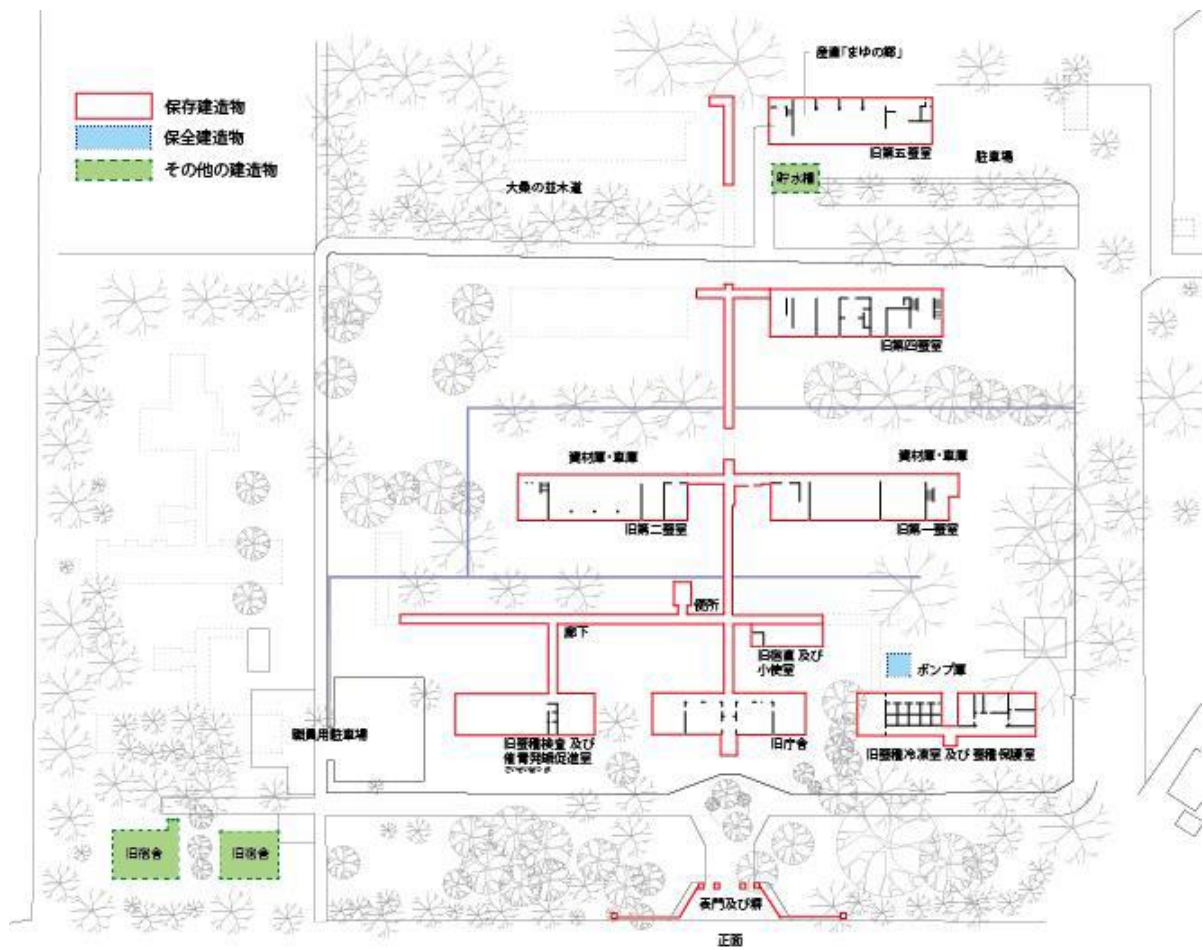 産直「まゆの郷」
保存建造物
保全建造物
その他の建造物
旧第五蚕室
駐車場
貯水槽
大桑の並木道
旧第四蚕室
資材庫・車庫
資材庫・車庫
旧第二蚕室
旧第一蚕室
便所
廊下
旧宿直 及び
小使室
ポンプ庫
職員用駐車場
旧蚕種検査 及び
催青発蛾促進室
旧庁舎
旧蚕種冷凍室 及び 蚕種保護室
旧宿舎
旧宿舎
表門及び塀
正面